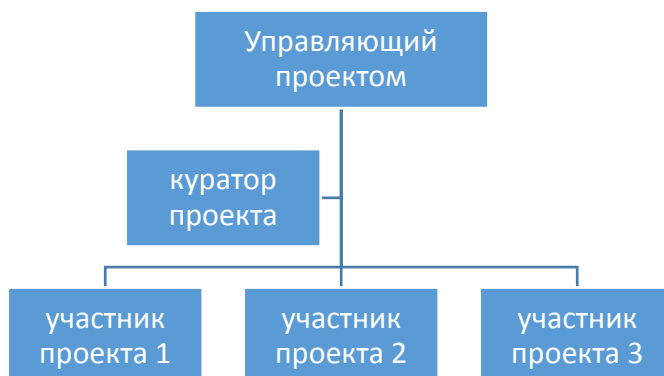 Управляющий
проектом
куратор
проекта
участник
проекта 1
участник
проекта 2
участник
проекта 3